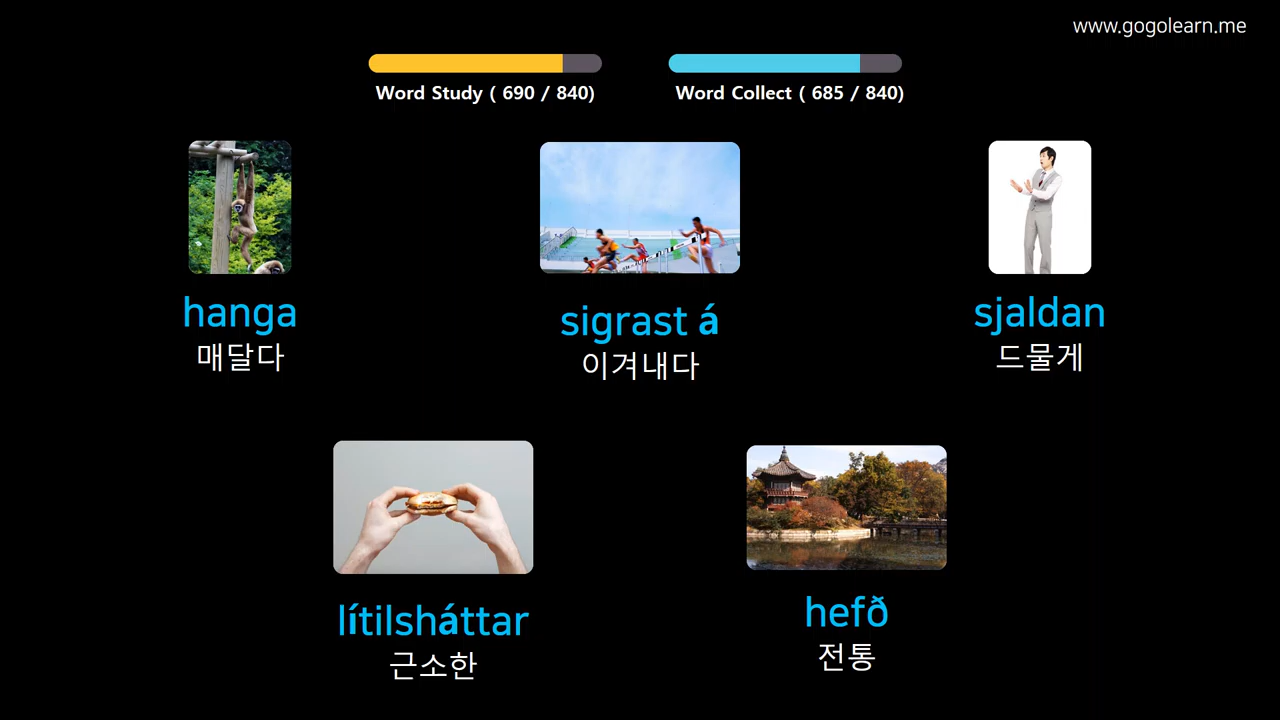 www.gogolearn.me
Word Study ( 690 / 840)
Word Collect ( 685 / 840)
hanga
매달다
sigrast á
이겨내다
sjaldan
드물게
lítilsháttar
근소한
hefð
전통